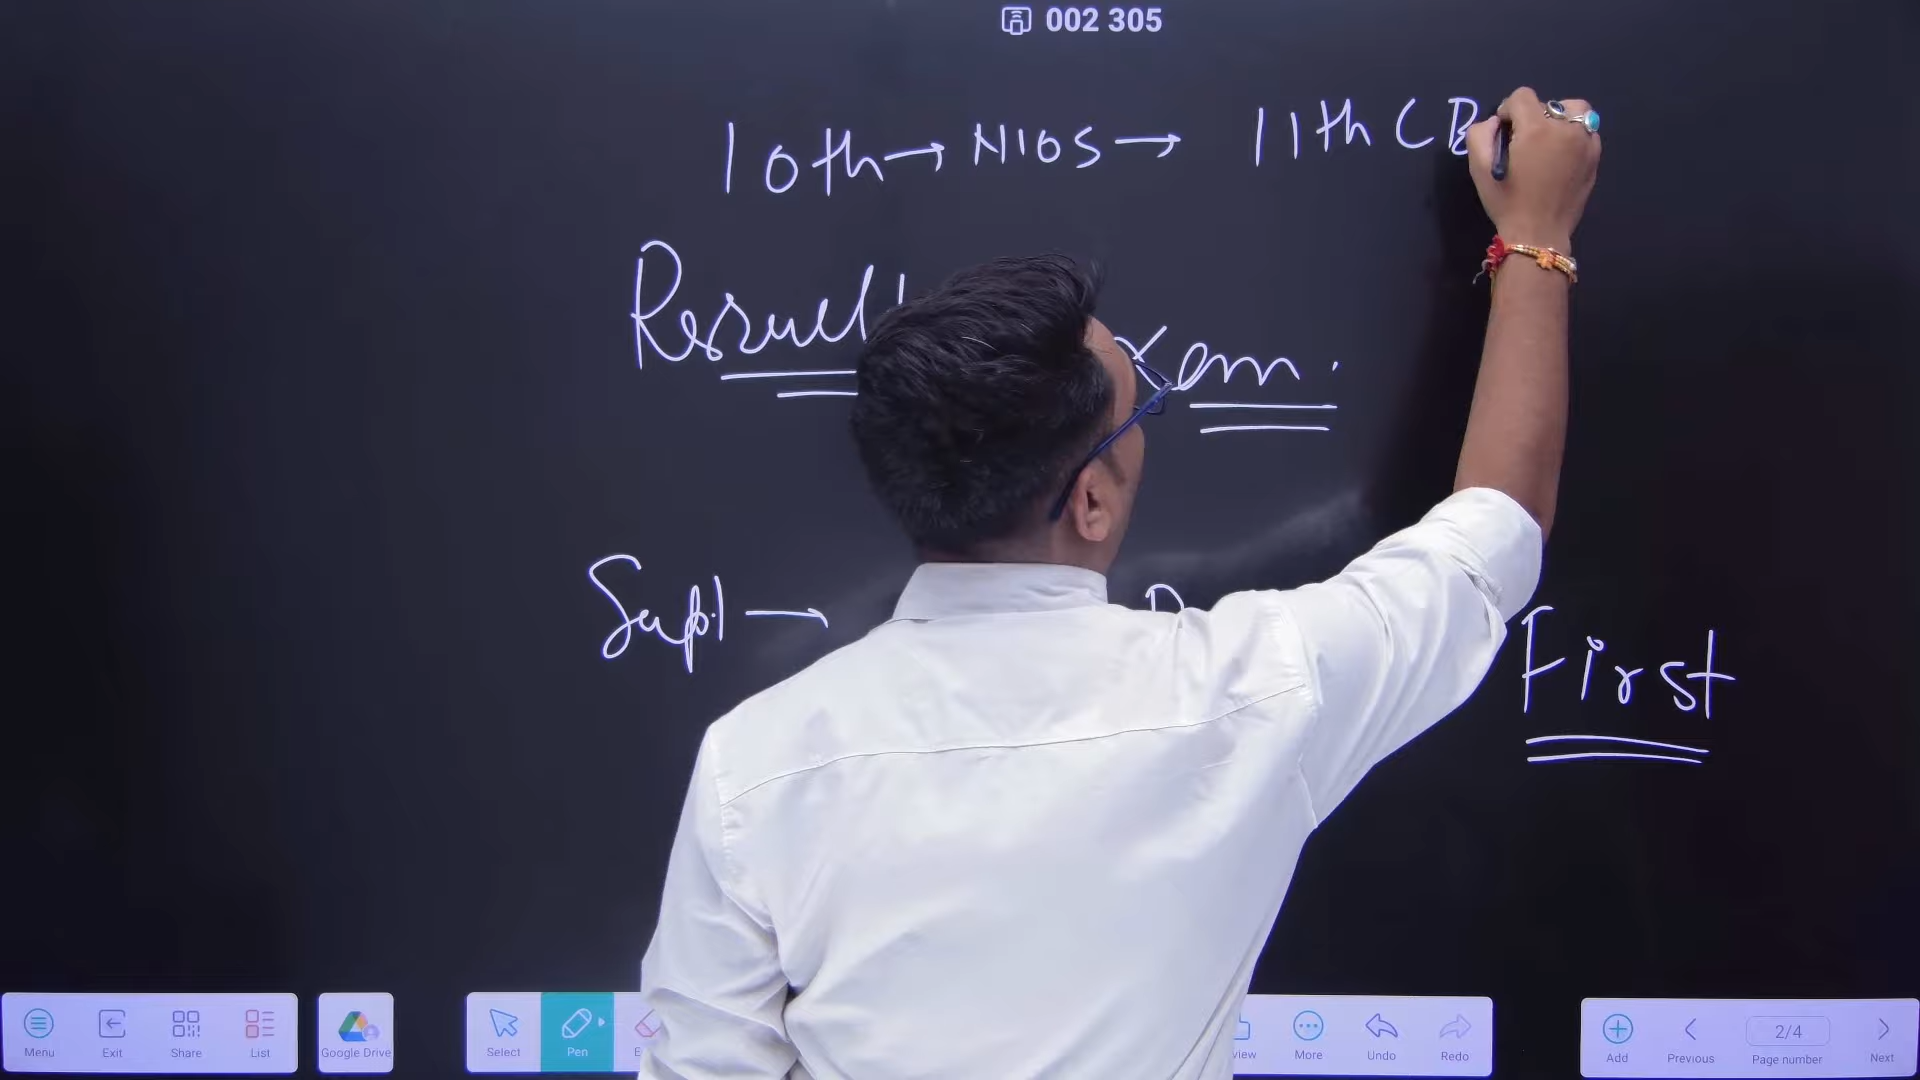 002 305
10th → NIOS → 11th CB
Result
Supl →
First
Menu Exit Share List Google Drive Select Pen More Undo Redo Add Previous 2/4 Page number Next